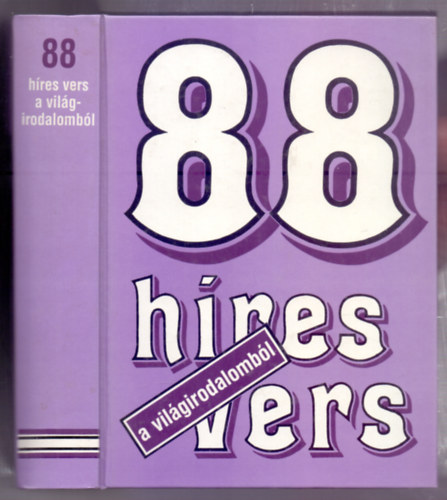 88
híres vers
a világ-
irodalomból
88
híres
a világirodalomból
vers